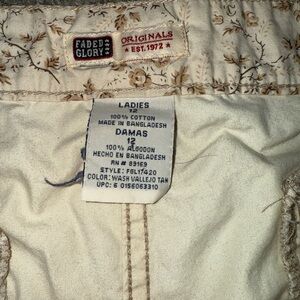 FADED
GLORY
ORIGINALS
EST. 1972
LADIES
12
100% COTTON
MADE IN BANGLADESH
DAMAS
12
100% ALGODON
HECHO EN BANGLADESH
RN # 89169
STYLE: FGL17420
COLOR: WASH VALLEJO TAN
UPC: 6 0156063310